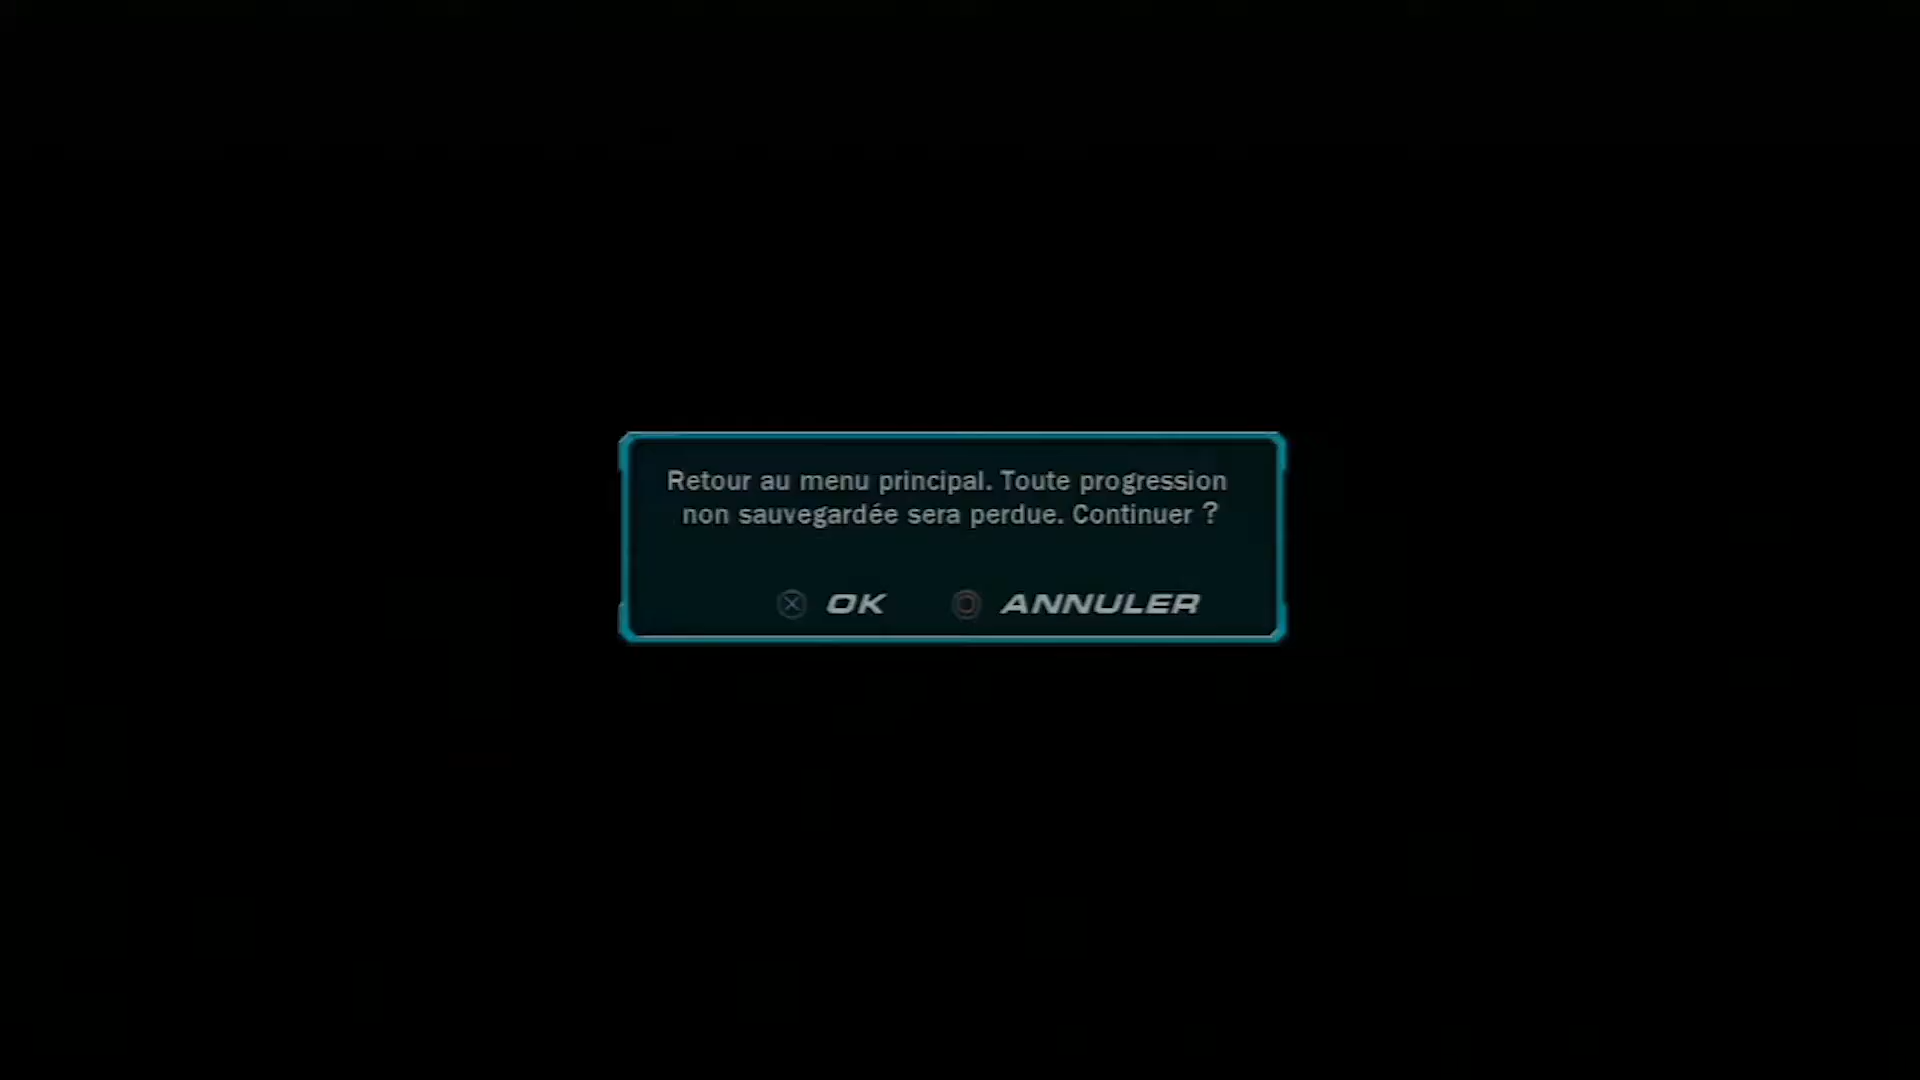 Retour au menu principal. Toute progression
non sauvegardée sera perdue. Continuer ?
OK ANNULER